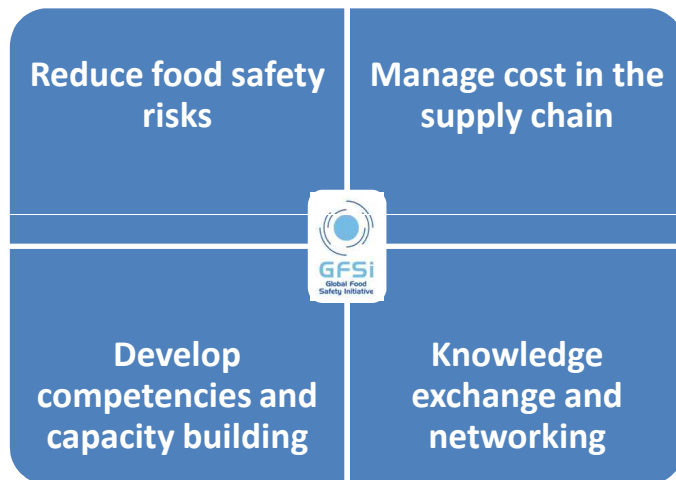 Reduce food safety
risks
Manage cost in the
supply chain
GFSi
Global Food
Safety Initiative
Develop
competencies and
capacity building
Knowledge
exchange and
networking